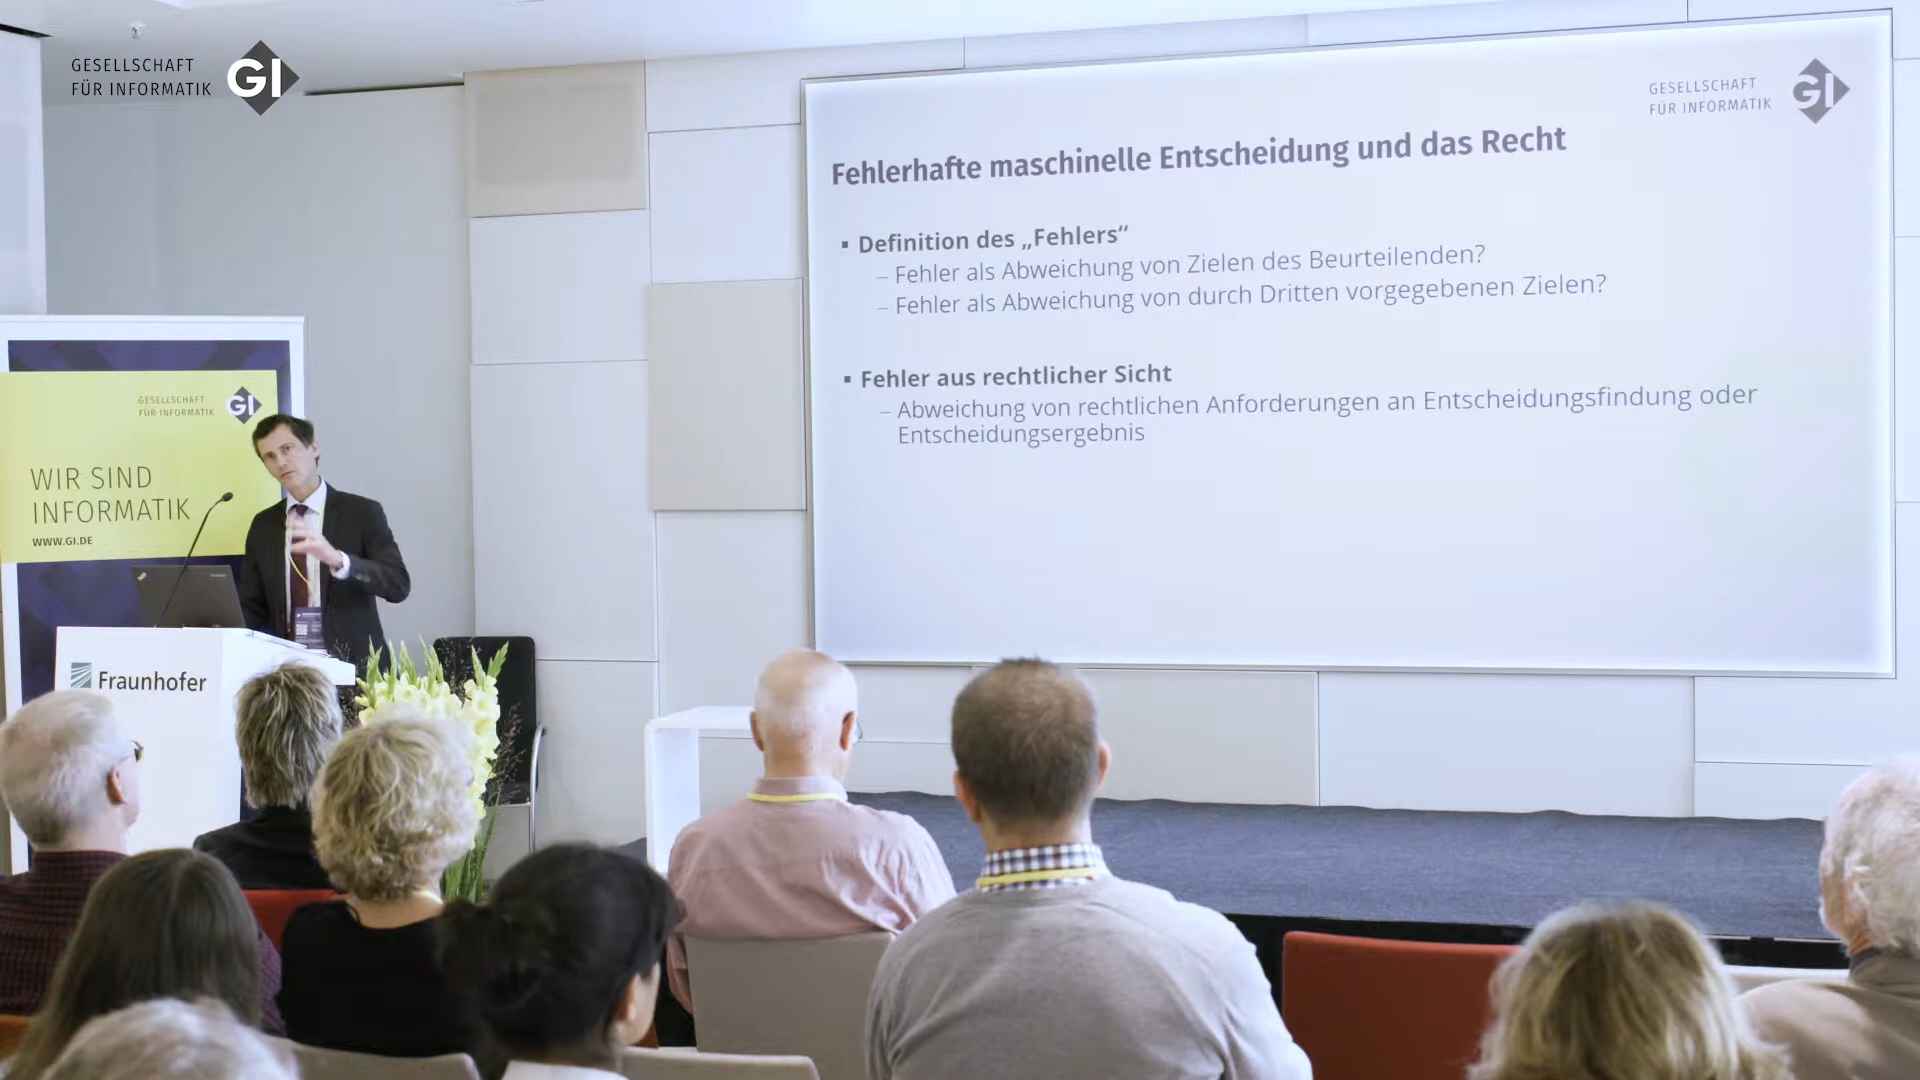 GESELLSCHAFT
FÜR INFORMATIK
GI
GESELLSCHAFT
FÜR INFORMATIK
GI
Fehlerhafte maschinelle Entscheidung und das Recht
▪ Definition des „Fehlers“
– Fehler als Abweichung von Zielen des Beurteilenden?
– Fehler als Abweichung von durch Dritten vorgegebenen Zielen?
▪ Fehler aus rechtlicher Sicht
– Abweichung von rechtlichen Anforderungen an Entscheidungsfindung oder
Entscheidungsergebnis
GESELLSCHAFT
FÜR INFORMATIK
GI
WIR SIND
INFORMATIK
WWW.GI.DE
Fraunhofer